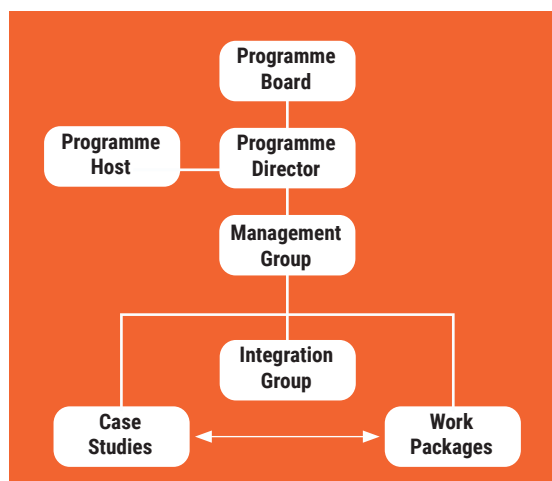 Programme
Board
Programme
Host
Programme
Director
Management
Group
Integration
Group
Case
Studies
Work
Packages